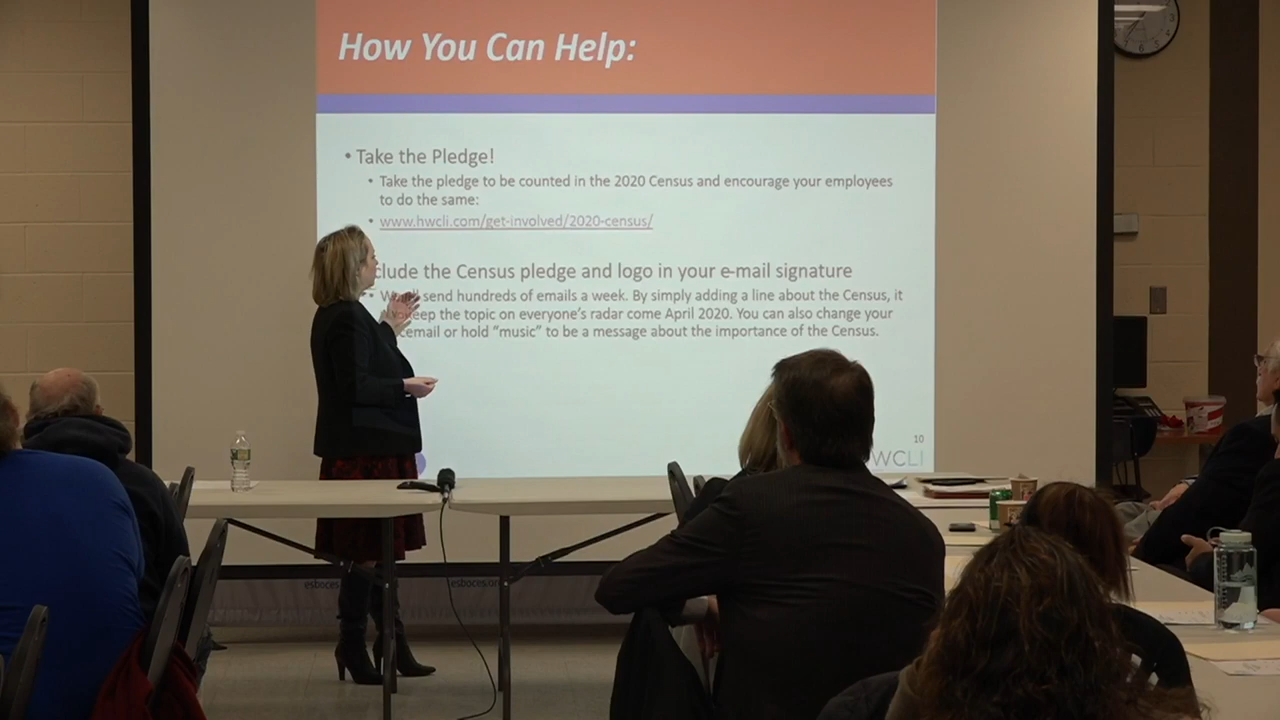 How You Can Help:
• Take the Pledge!
• Take the pledge to be counted in the 2020 Census and encourage your employees
to do the same:
• www.hwcli.com/get-involved/2020-census/
clude the Census pledge and logo in your e-mail signature
• send hundreds of emails a week. By simply adding a line about the Census, it
keep the topic on everyone's radar come April 2020. You can also change your
cemail or hold "music" to be a message about the importance of the Census.
10
WCLI
esboces
esboces.org